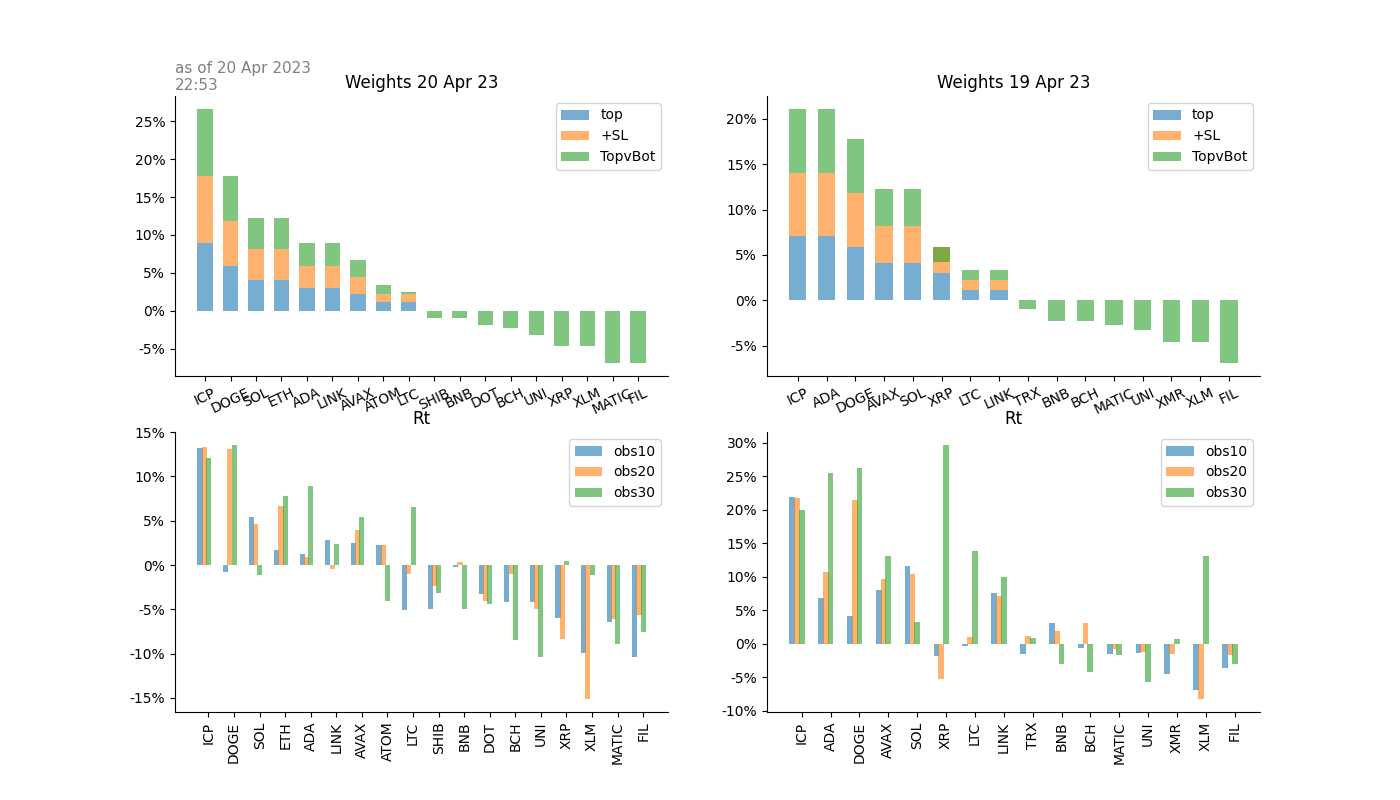 as of 20 Apr 2023
22:53
Weights 20 Apr 23
25%
20%
15%
10%
5%
0%
-5%
top
+SL
TopvBot
ICP DOGE SOL ETH ADA LINK AVAX ATOM LTC SHIB BNB DOT BCH UNI XRP XLM MATIC FIL
Weights 19 Apr 23
20%
15%
10%
5%
0%
-5%
top
+SL
TopvBot
ICP ADA DOGE AVAX SOL XRP LTC LINK TRX BNB BCH MATIC UNI XMR XLM FIL
Rt
15%
10%
5%
0%
-5%
-10%
-15%
obs10
obs20
obs30
ICP DOGE SOL ETH ADA LINK AVAX ATOM LTC SHIB BNB DOT BCH UNI XRP XLM MATIC FIL
Rt
30%
25%
20%
15%
10%
5%
0%
-5%
-10%
obs10
obs20
obs30
ICP ADA DOGE AVAX SOL XRP LTC LINK TRX BNB BCH MATIC UNI XMR XLM FIL